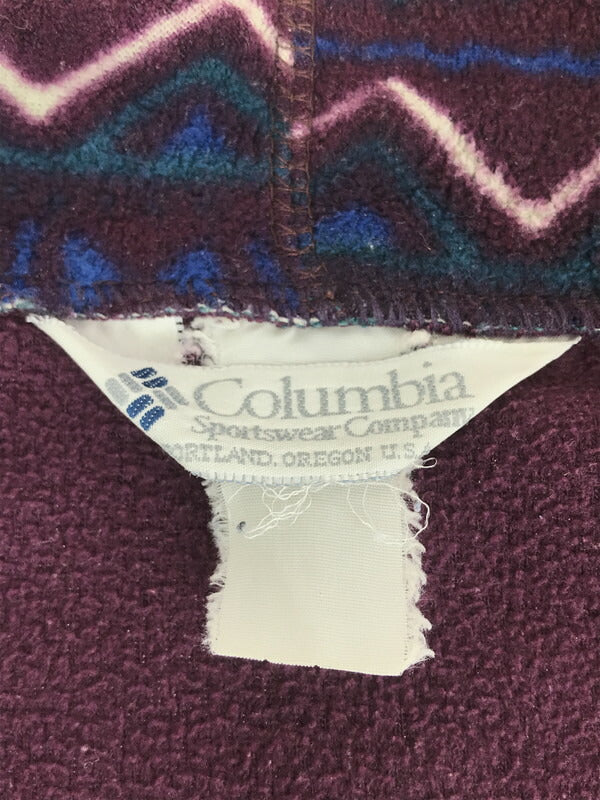 Columbia
Sportswear Company
PORTLAND, OREGON U.S.A.